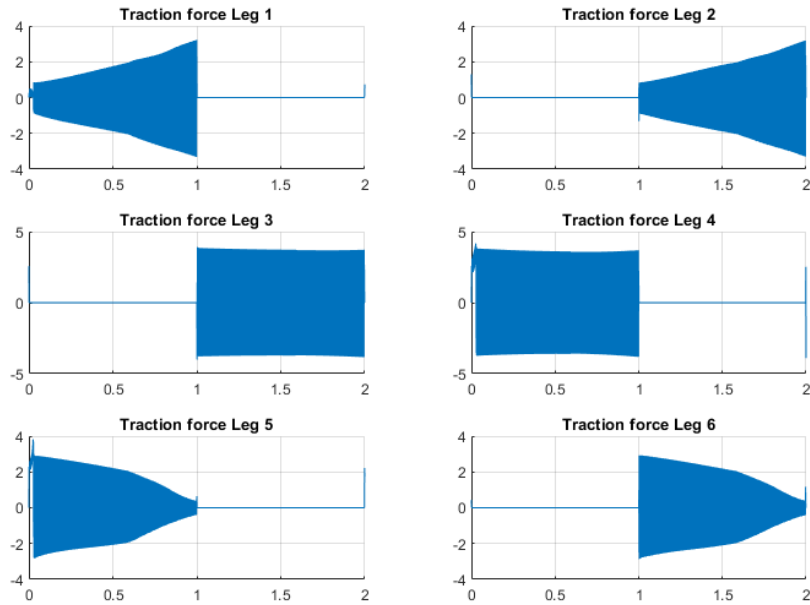 Traction force Leg 1
4
2
0
-2
-4
0 0.5 1 1.5 2
Traction force Leg 2
4
2
0
-2
-4
0 0.5 1 1.5 2
Traction force Leg 3
5
0
-5
0 0.5 1 1.5 2
Traction force Leg 4
5
0
-5
0 0.5 1 1.5 2
Traction force Leg 5
4
2
0
-2
-4
0 0.5 1 1.5 2
Traction force Leg 6
4
2
0
-2
-4
0 0.5 1 1.5 2